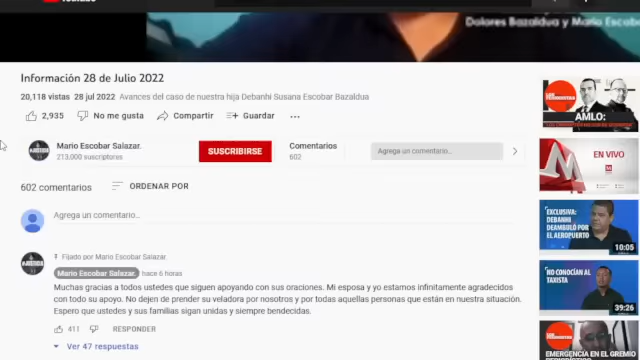 Dolores Bazaldua y Mario Escobar
Información 28 de Julio 2022
20,118 vistas 28 jul 2022 Avances del caso de nuestra hija Debanhi Susana Escobar Bazaldua
2,935 No me gusta Compartir Guardar ...
Mario Escobar Salazar.
213,000 suscriptores
SUSCRIBIRSE
Comentarios
602
Agrega un comentario...
602 comentarios ORDENAR POR
Agrega un comentario...
Fijado por Mario Escobar Salazar.
Mario Escobar Salazar. hace 6 horas
Muchas gracias a todos ustedes que siguen apoyando con sus oraciones. Mi esposa y yo estamos infinitamente agradecidos
con todo su apoyo. No dejen de prender su veladora por nosotros y por todas aquellas personas que están en nuestra situación.
Espero que ustedes y sus familias sigan unidas y siempre bendecidas.
411 RESPONDER
Ver 47 respuestas
AMLO:
EN VIVO
EXCLUSIVA:
DEBANHI
DEAMBULÓ POR
EL AEROPUERTO
10:05
NO CONOCÍAN AL
TAXISTA
39:26
EMERGENCIA EN EL GREMIO